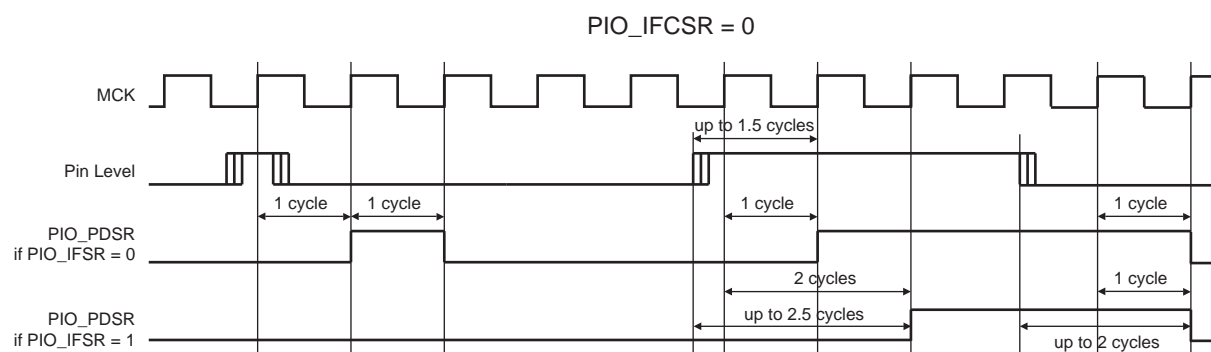 PIO_IFCSR = 0
MCK
up to 1.5 cycles
Pin Level
1 cycle
1 cycle
1 cycle
1 cycle
PIO_PDSR
if PIO_IFSR = 0
2 cycles
1 cycle
PIO_PDSR
if PIO_IFSR = 1
up to 2.5 cycles
up to 2 cycles